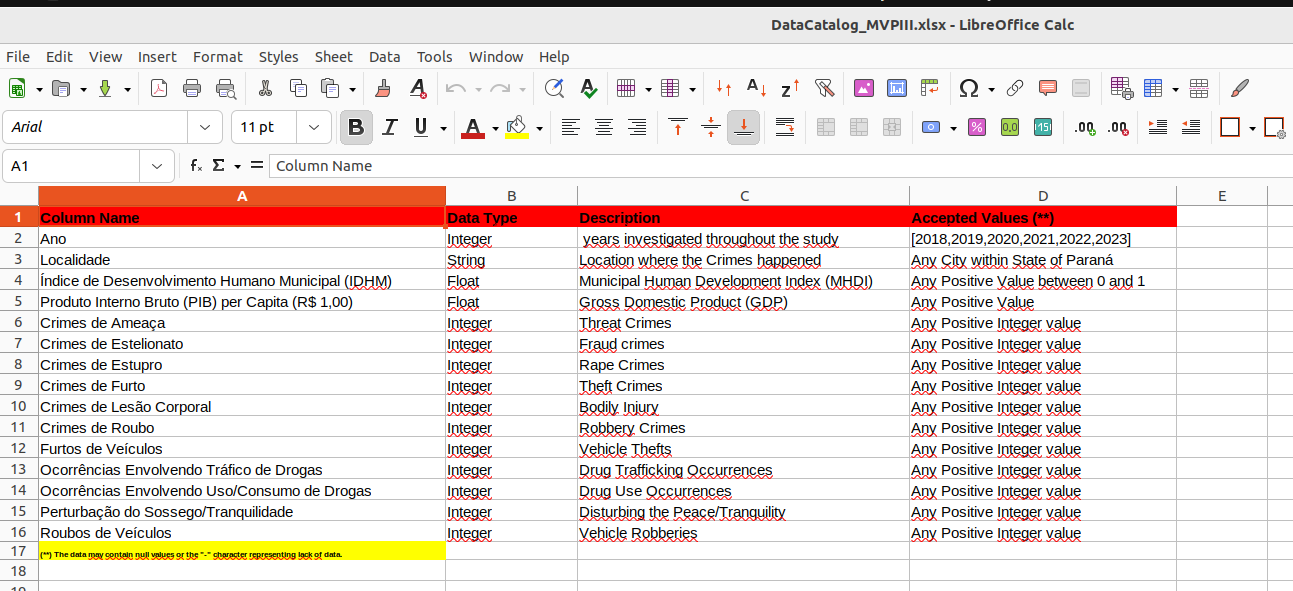 DataCatalog_MVPIII.xlsx - LibreOffice Calc
File Edit View Insert Format Styles Sheet Data Tools Window Help
Arial 11 pt B I U A
A1 fx Σ = Column Name
A B C D E
1 Column Name Data Type Description Accepted Values (**)
2 Ano Integer years investigated throughout the study [2018,2019,2020,2021,2022,2023]
3 Localidade String Location where the Crimes happened Any City within State of Paraná
4 Índice de Desenvolvimento Humano Municipal (IDHM) Float Municipal Human Development Index (MHDI) Any Positive Value between 0 and 1
5 Produto Interno Bruto (PIB) per Capita (R$ 1,00) Float Gross Domestic Product (GDP) Any Positive Value
6 Crimes de Ameaça Integer Threat Crimes Any Positive Integer value
7 Crimes de Estelionato Integer Fraud crimes Any Positive Integer value
8 Crimes de Estupro Integer Rape Crimes Any Positive Integer value
9 Crimes de Furto Integer Theft Crimes Any Positive Integer value
10 Crimes de Lesão Corporal Integer Bodily Injury Any Positive Integer value
11 Crimes de Roubo Integer Robbery Crimes Any Positive Integer value
12 Furtos de Veículos Integer Vehicle Thefts Any Positive Integer value
13 Ocorrências Envolvendo Tráfico de Drogas Integer Drug Trafficking Occurrences Any Positive Integer value
14 Ocorrências Envolvendo Uso/Consumo de Drogas Integer Drug Use Occurrences Any Positive Integer value
15 Perturbação do Sossego/Tranquilidade Integer Disturbing the Peace/Tranquility Any Positive Integer value
16 Roubos de Veículos Integer Vehicle Robberies Any Positive Integer value
17 (**) The data may contain null values or the "-" character representing lack of data.
18